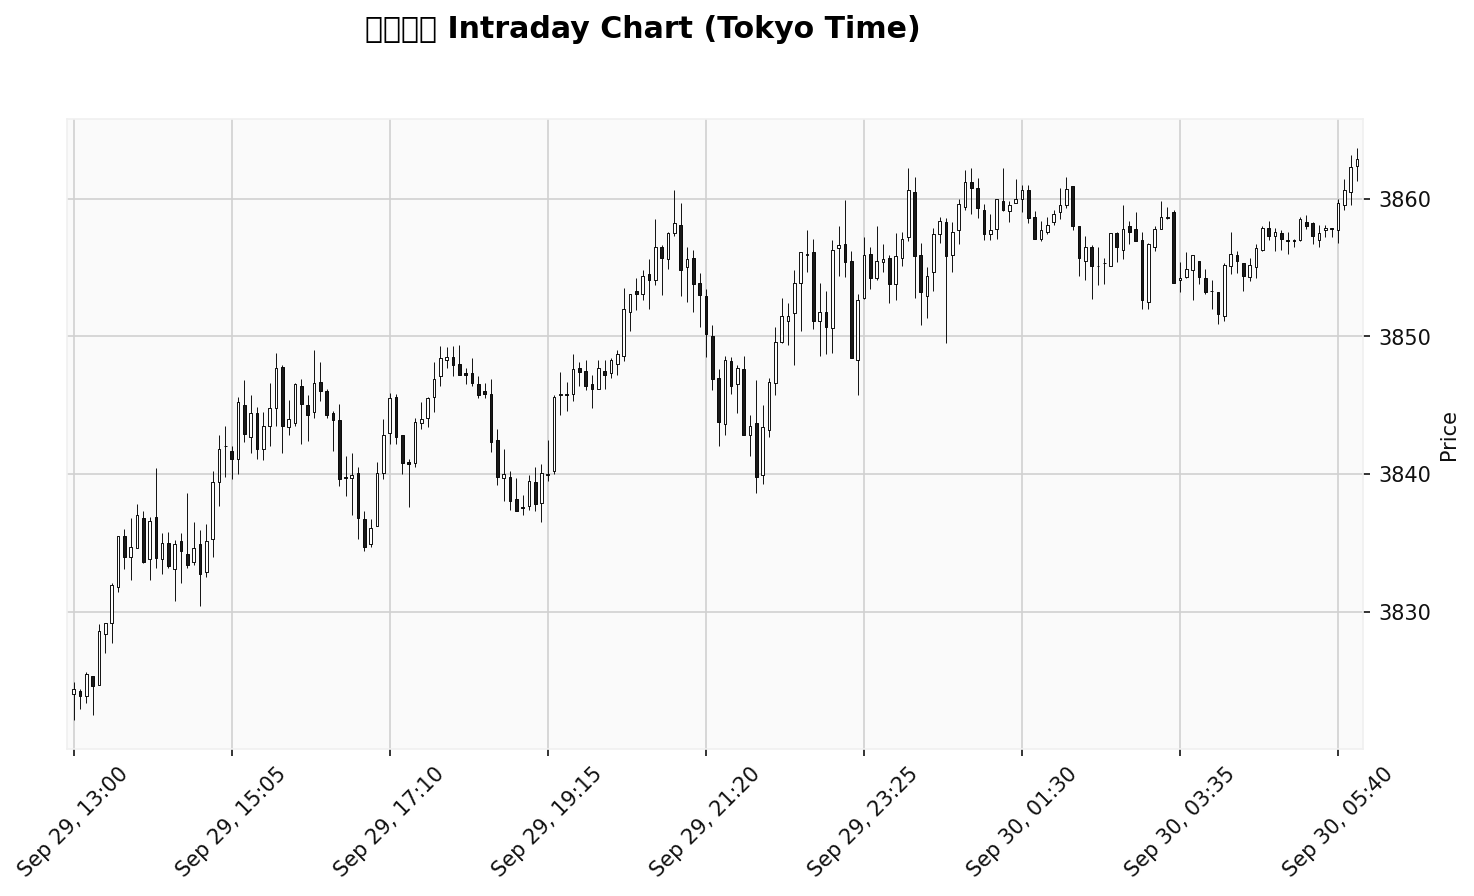 Intraday Chart (Tokyo Time)
3860
3850
3840
3830
Price
Sep 29, 13:00
Sep 29, 15:05
Sep 29, 17:10
Sep 29, 19:15
Sep 29, 21:20
Sep 29, 23:25
Sep 30, 01:30
Sep 30, 03:35
Sep 30, 05:40